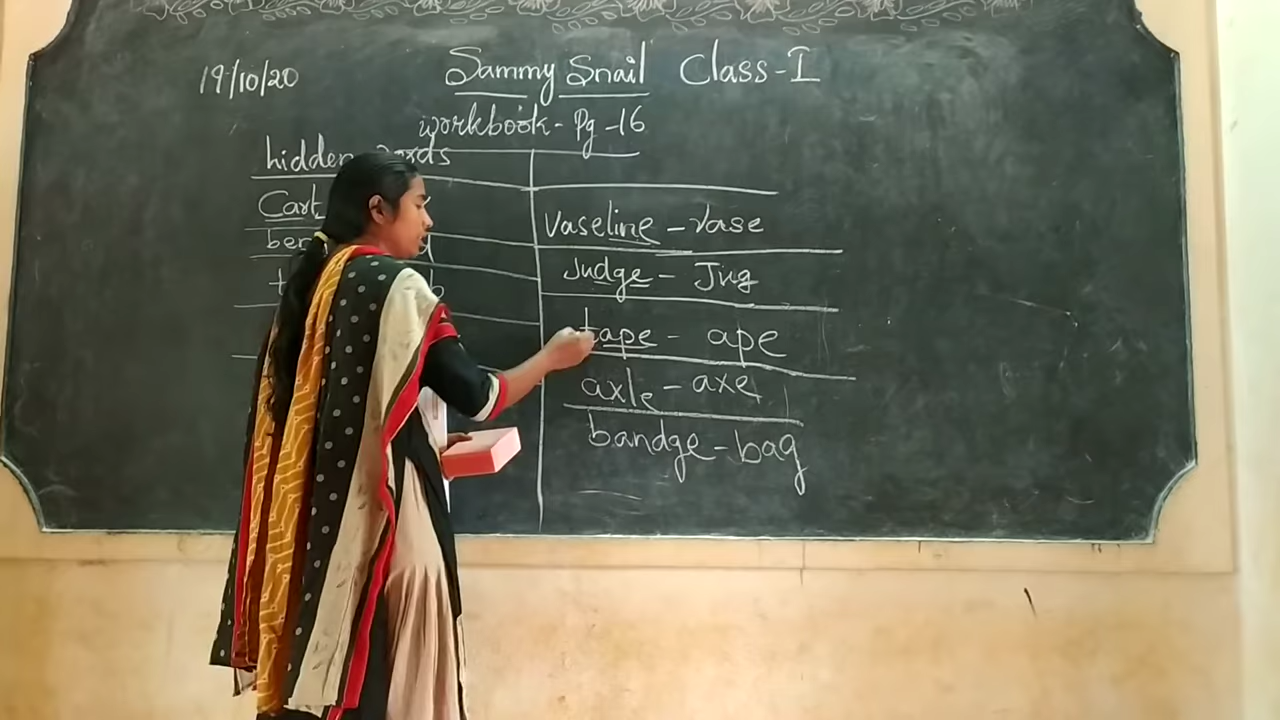 19/10/20
Sammy Snail Class-I
workbook - Pg -16
hidden
Cart
vaseline - vase
Judge - Jug
tape - ape
axle - axe
bandge - bag